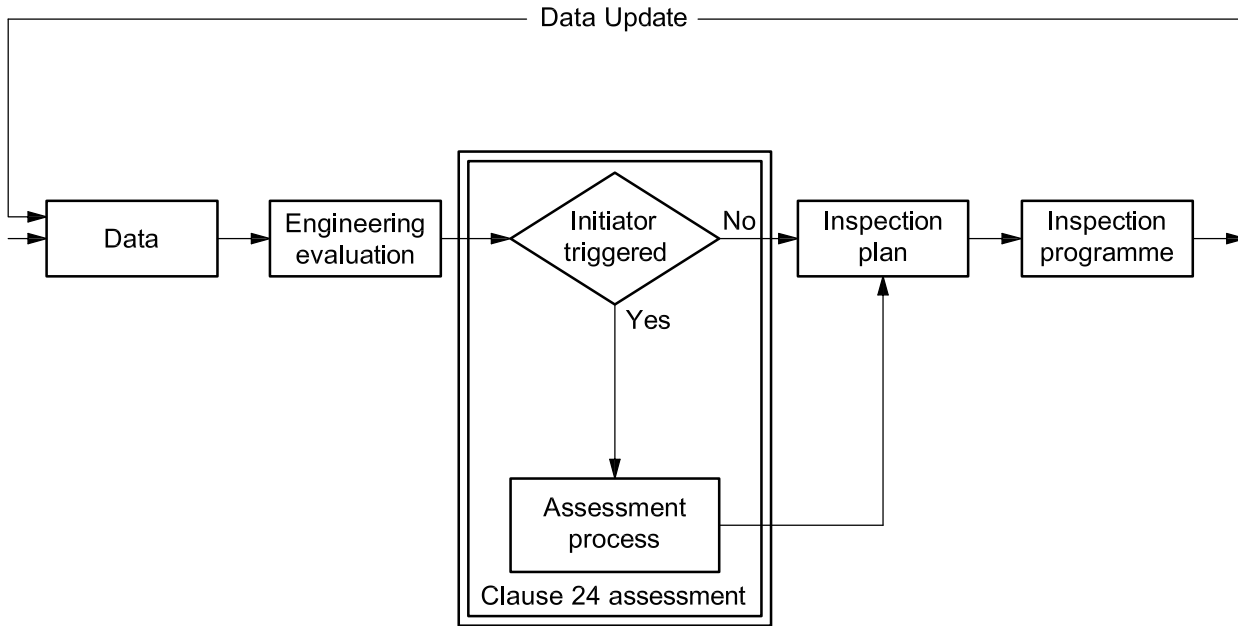 Data Update
Data
Engineering
evaluation
Initiator
triggered
No
Yes
Inspection
plan
Inspection
programme
Assessment
process
Clause 24 assessment